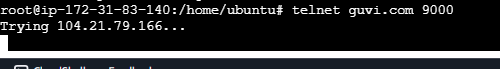 root@ip-172-31-83-140:/home/ubuntu# telnet guvi.com 9000
Trying 104.21.79.166...